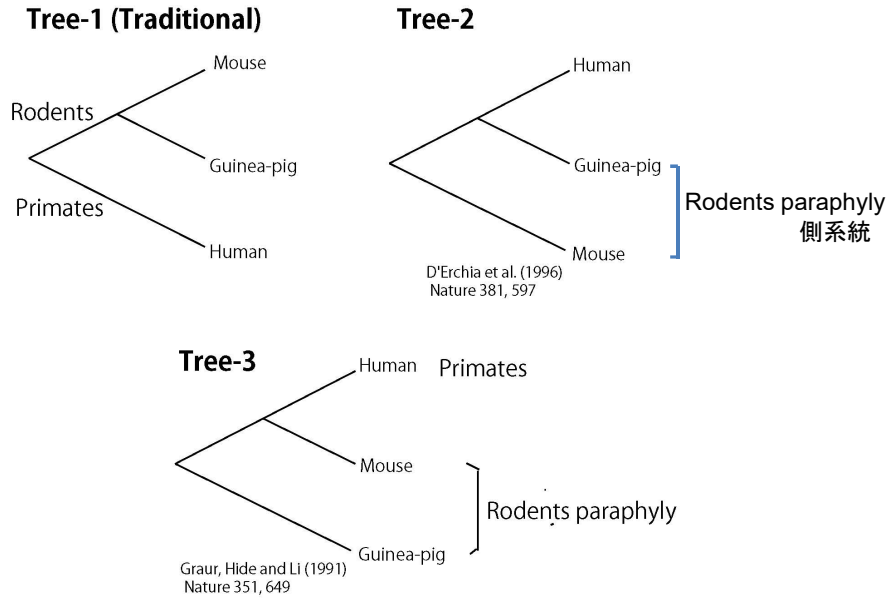 Tree-1 (Traditional)
Mouse
Rodents
Guinea-pig
Primates
Human
Tree-2
Human
Guinea-pig
Rodents paraphyly
側系統
Mouse
D'Erchia et al. (1996)
Nature 381, 597
Tree-3
Human Primates
Mouse
Rodents paraphyly
Guinea-pig
Graur, Hide and Li (1991)
Nature 351, 649